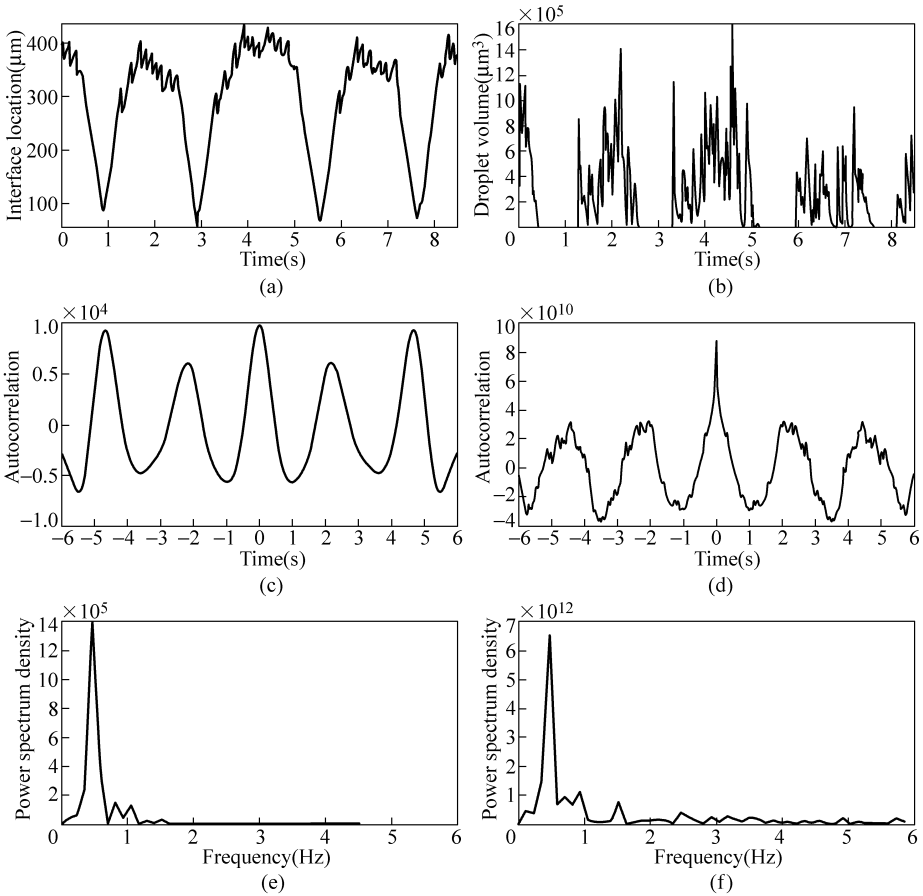 400
300
200
100
0 1 2 3 4 5 6 7 8
Interface location(μm)
Time(s)
(a)
×10⁵
16
14
12
10
8
6
4
2
0 1 2 3 4 5 6 7 8
Droplet volume(μm³)
Time(s)
(b)
×10⁴
1.0
0.5
0
−0.5
−1.0
−6 −5 −4 −3 −2 −1 0 1 2 3 4 5 6
Autocorrelation
Time(s)
(c)
×10¹⁰
10
8
6
4
2
0
−2
−4
−6 −5 −4 −3 −2 −1 0 1 2 3 4 5 6
Autocorrelation
Time(s)
(d)
×10⁵
14
12
10
8
6
4
2
0 1 2 3 4 5 6
Power spectrum density
Frequency(Hz)
(e)
×10¹²
7
6
5
4
3
2
1
0 1 2 3 4 5 6
Power spectrum density
Frequency(Hz)
(f)